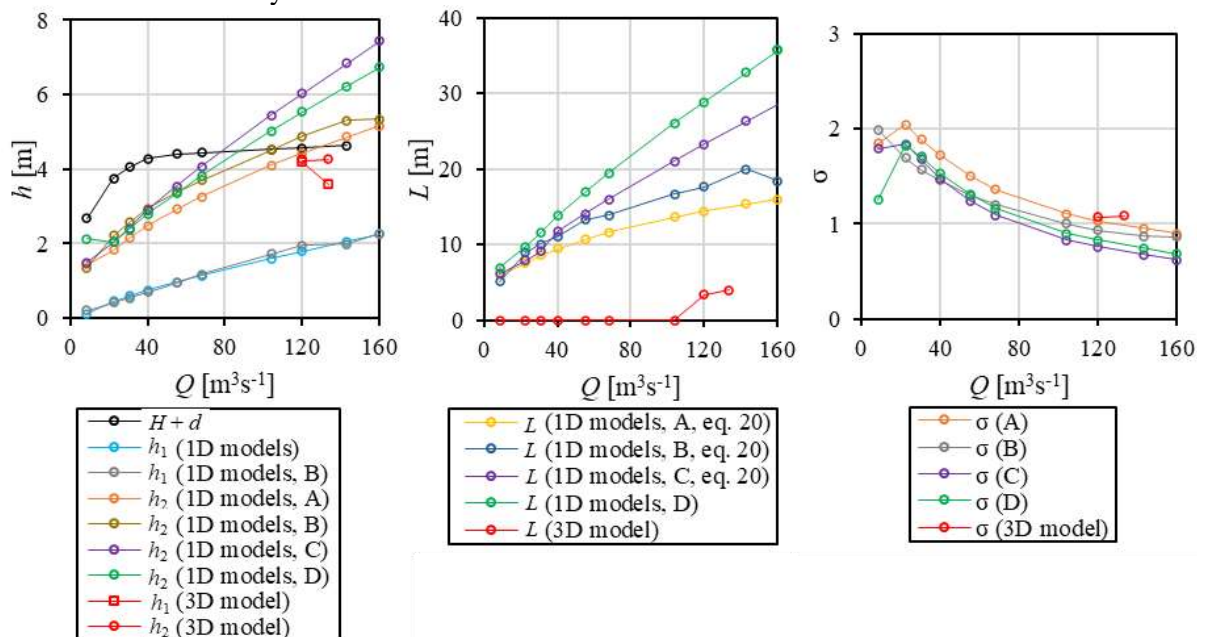 8
6
4
2
0
h [m]
0 40 80 120 160
Q [m³s⁻¹]
H + d
h₁ (1D models)
h₁ (1D models, B)
h₂ (1D models, A)
h₂ (1D models, B)
h₂ (1D models, C)
h₂ (1D models, D)
h₁ (3D model)
h₂ (3D model)
40
30
20
10
0
L [m]
0 40 80 120 160
Q [m³s⁻¹]
L (1D models, A, eq. 20)
L (1D models, B, eq. 20)
L (1D models, C, eq. 20)
L (1D models, D)
L (3D model)
3
2
1
0
σ
0 40 80 120 160
Q [m³s⁻¹]
σ (A)
σ (B)
σ (C)
σ (D)
σ (3D model)